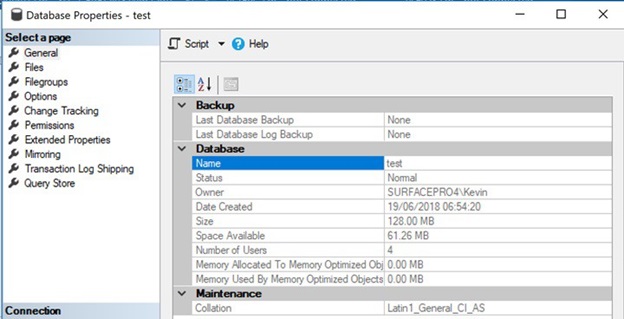 Database Properties - test
Select a page
General
Files
Filegroups
Options
Change Tracking
Permissions
Extended Properties
Mirroring
Transaction Log Shipping
Query Store
Connection
Script Help
Backup
Last Database Backup None
Last Database Log Backup None
Database
Name test
Status Normal
Owner SURFACEPRO4\Kevin
Date Created 19/06/2018 06:54:20
Size 128.00 MB
Space Available 61.26 MB
Number of Users 4
Memory Allocated To Memory Optimized Obj 0.00 MB
Memory Used By Memory Optimized Objects 0.00 MB
Maintenance
Collation Latin1_General_CI_AS